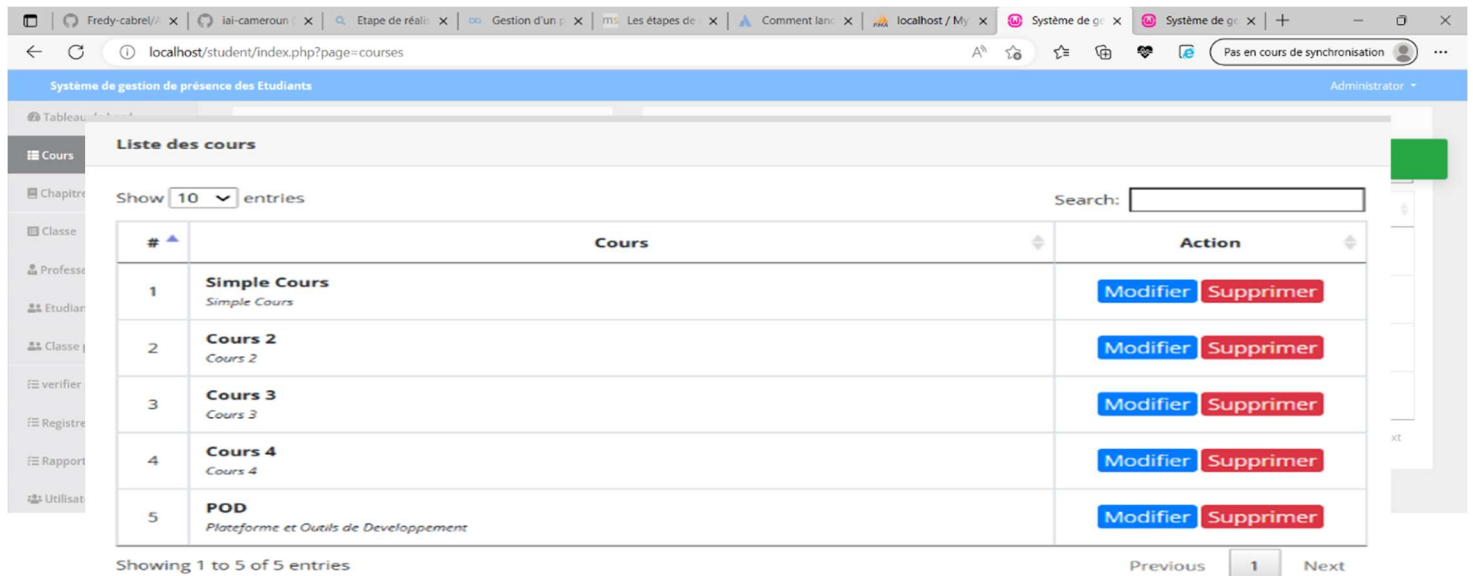 Fredy-cabrel/A
iai-cameroun (
Etape de réalis
Gestion d'un p
Les étapes de
Comment lanc
localhost / My
Système de ge
Système de ge
localhost/student/index.php?page=courses
Pas en cours de synchronisation
Système de gestion de présence des Etudiants
Administrator
Tableau
Cours
Chapitre
Classe
Professe
Etudian
Classe p
verifier
Registre
Rapport
Utilisat
Liste des cours
Show 10 entries
Search:
# Cours Action
1 Simple Cours Modifier Supprimer
Simple Cours
2 Cours 2 Modifier Supprimer
Cours 2
3 Cours 3 Modifier Supprimer
Cours 3
4 Cours 4 Modifier Supprimer
Cours 4
5 POD Modifier Supprimer
Plateforme et Outils de Developpement
xt
Showing 1 to 5 of 5 entries
Previous 1 Next